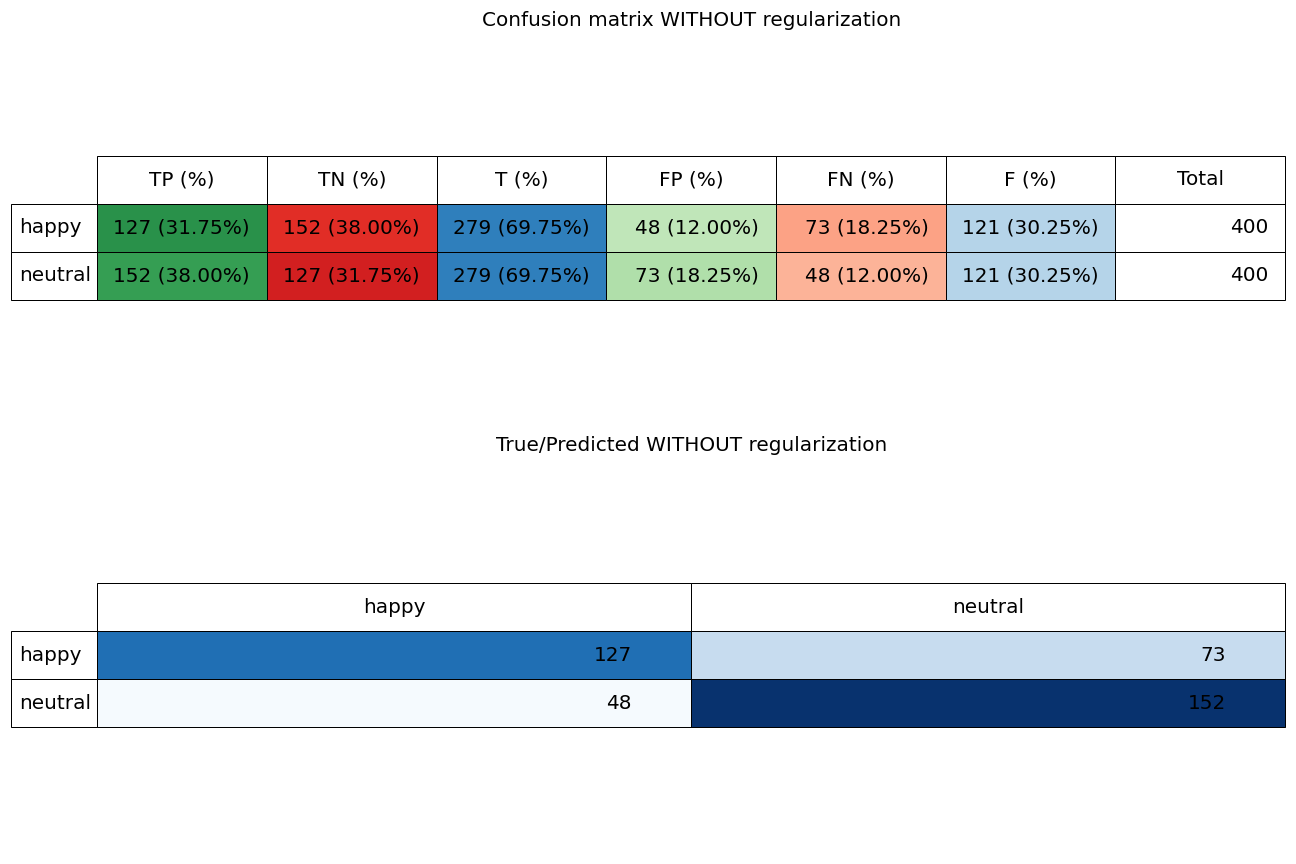 Confusion matrix WITHOUT regularization
TP (%) TN (%) T (%) FP (%) FN (%) F (%) Total
happy 127 (31.75%) 152 (38.00%) 279 (69.75%) 48 (12.00%) 73 (18.25%) 121 (30.25%) 400
neutral 152 (38.00%) 127 (31.75%) 279 (69.75%) 73 (18.25%) 48 (12.00%) 121 (30.25%) 400
True/Predicted WITHOUT regularization
happy neutral
happy 127 73
neutral 48 152